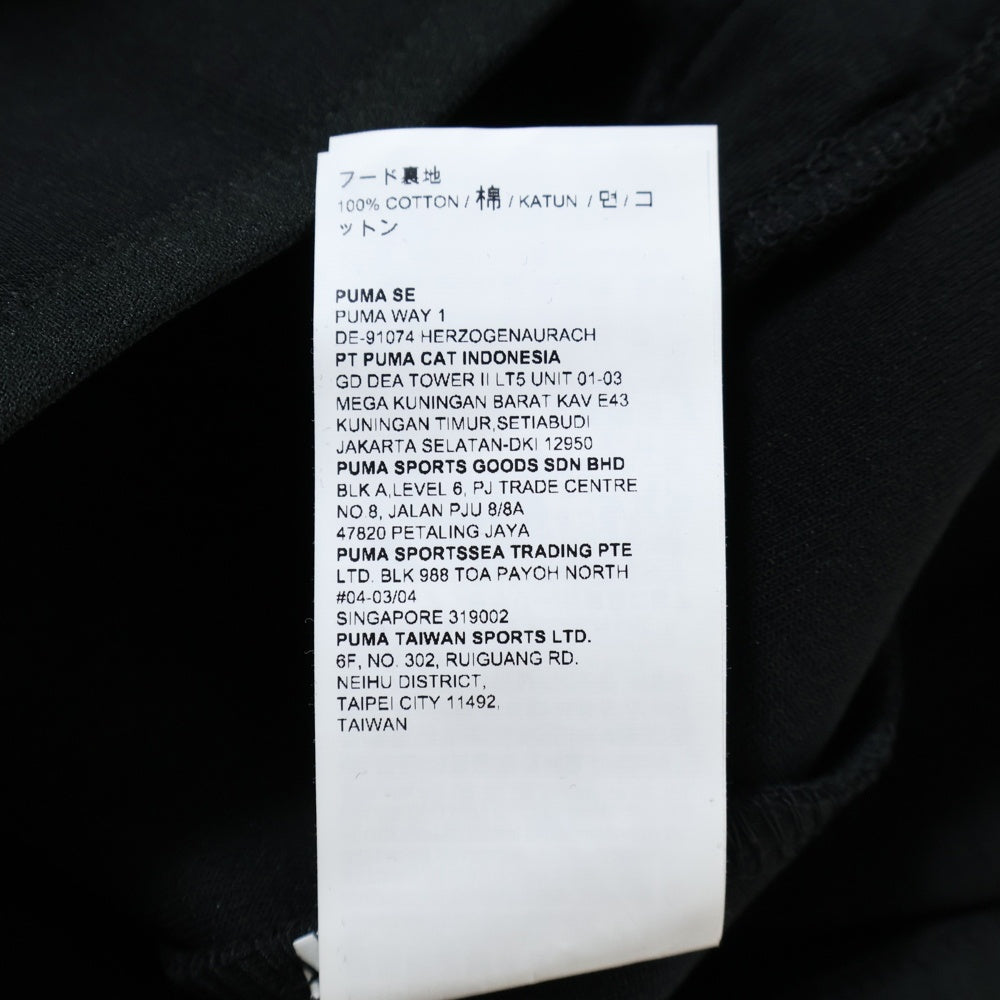 フード裏地
100% COTTON / 棉 / KATUN / 면 / コ
ットン
PUMA SE
PUMA WAY 1
DE-91074 HERZOGENAURACH
PT PUMA CAT INDONESIA
GD DEA TOWER II LT5 UNIT 01-03
MEGA KUNINGAN BARAT KAV E43
KUNINGAN TIMUR,SETIABUDI
JAKARTA SELATAN-DKI 12950
PUMA SPORTS GOODS SDN BHD
BLK A,LEVEL 6, PJ TRADE CENTRE
NO 8, JALAN PJU 8/8A
47820 PETALING JAYA
PUMA SPORTSSEA TRADING PTE
LTD. BLK 988 TOA PAYOH NORTH
#04-03/04
SINGAPORE 319002
PUMA TAIWAN SPORTS LTD.
6F, NO. 302, RUIGUANG RD.
NEIHU DISTRICT,
TAIPEI CITY 11492,
TAIWAN